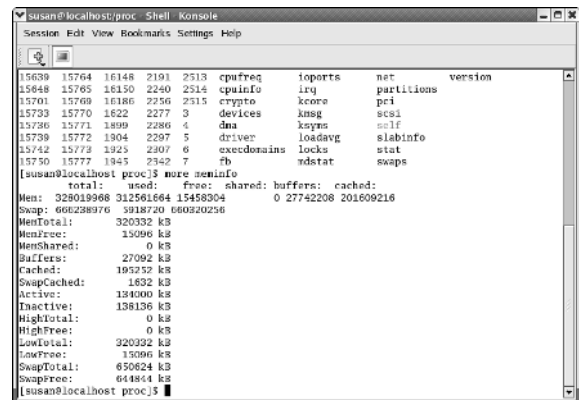 susan@localhost:/proc - Shell - Konsole
Session Edit View Bookmarks Settings Help
15639 15764 16148 2191 2513 cpufreq ioports net version
15648 15765 16150 2240 2514 cpuinfo irq partitions
15701 15769 16186 2256 2515 crypto kcore pci
15733 15770 1622 2277 3 devices kmsg scsi
15736 15771 1899 2286 4 dma ksyms self
15739 15772 1904 2297 5 driver loadavg slabinfo
15742 15773 1925 2307 6 execdomains locks stat
15750 15777 1945 2342 7 fb mdstat swaps
[susan@localhost proc]$ more meminfo
total: used: free: shared: buffers: cached:
Mem: 328019968 312561664 15458304 0 27742208 201609216
Swap: 666238976 5918720 660320256
MemTotal: 320332 kB
MemFree: 15096 kB
MemShared: 0 kB
Buffers: 27092 kB
Cached: 195252 kB
SwapCached: 1632 kB
Active: 134000 kB
Inactive: 138136 kB
HighTotal: 0 kB
HighFree: 0 kB
LowTotal: 320332 kB
LowFree: 15096 kB
SwapTotal: 650624 kB
SwapFree: 644844 kB
[susan@localhost proc]$